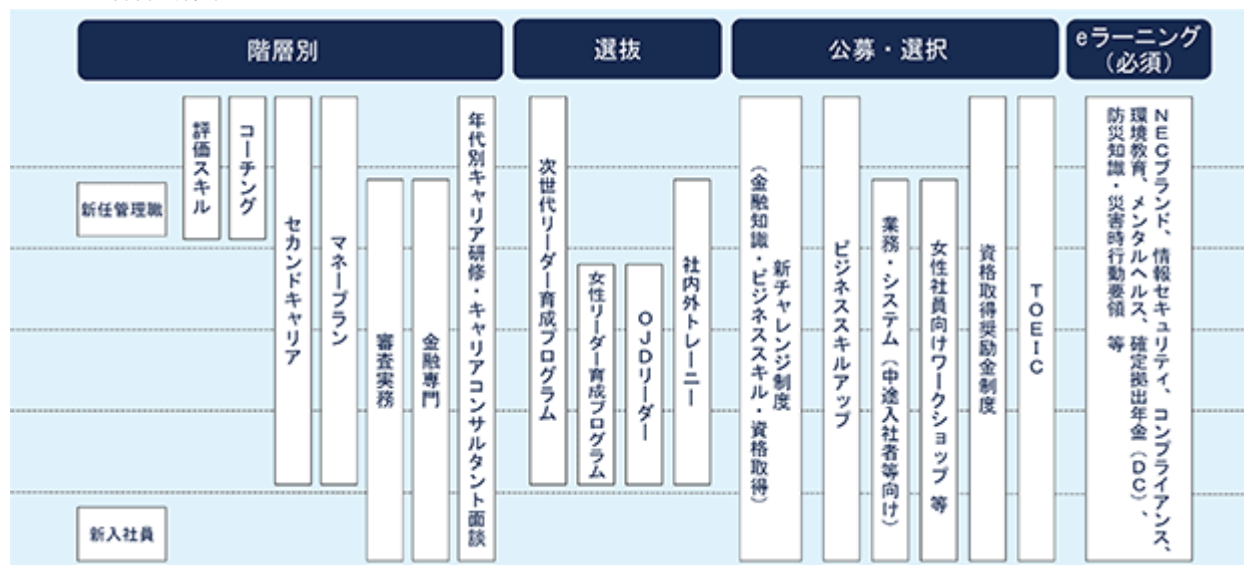 階層別
選抜
公募・選択
eラーニング
（必須）
新任管理職
新入社員
評価スキル
コーチング
セカンドキャリア
マネープラン
審査実務
金融専門
年代別キャリア研修・キャリアコンサルタント面談
次世代リーダー育成プログラム
女性リーダー育成プログラム
OJDリーダー
社内外トレーニー
新チャレンジ制度
（金融知識・ビジネススキル・資格取得）
ビジネススキルアップ
業務・システム（中途入社者等向け）
女性社員向けワークショップ 等
資格取得奨励金制度
TOEIC
NECブランド、情報セキュリティ、コンプライアンス、
環境教育、メンタルヘルス、確定拠出年金（DC）、
防災知識・災害時行動要領 等